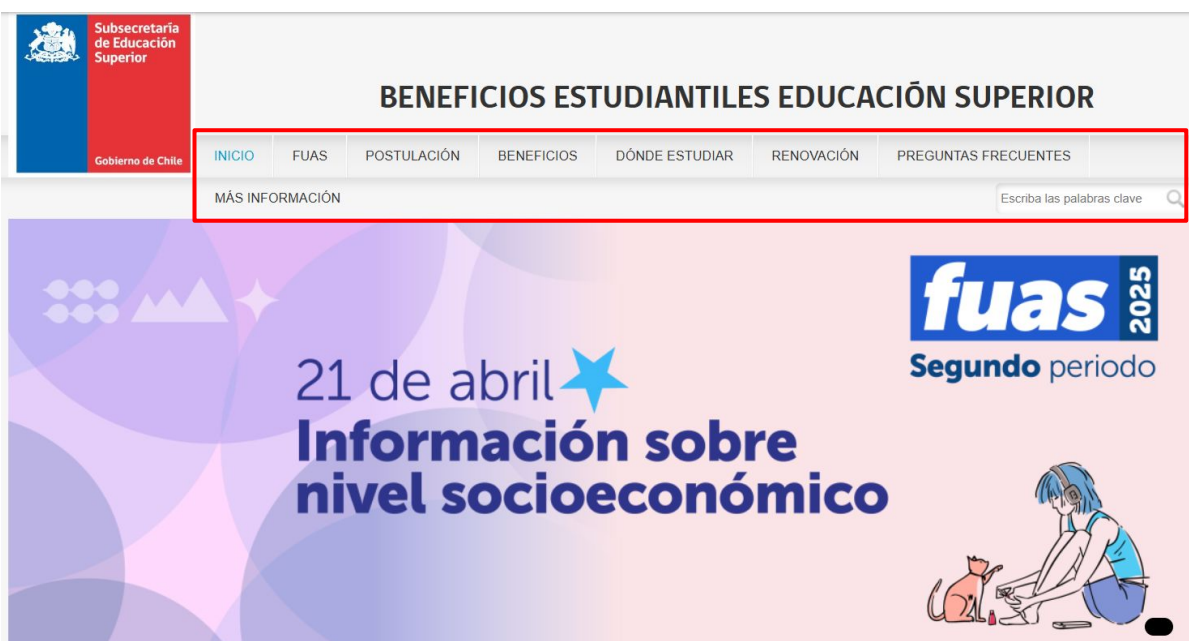 Subsecretaría
de Educación
Superior
Gobierno de Chile
BENEFICIOS ESTUDIANTILES EDUCACIÓN SUPERIOR
INICIO FUAS POSTULACIÓN BENEFICIOS DÓNDE ESTUDIAR RENOVACIÓN PREGUNTAS FRECUENTES
MÁS INFORMACIÓN Escriba las palabras clave
fuas 2025
Segundo periodo
21 de abril
Información sobre
nivel socioeconómico